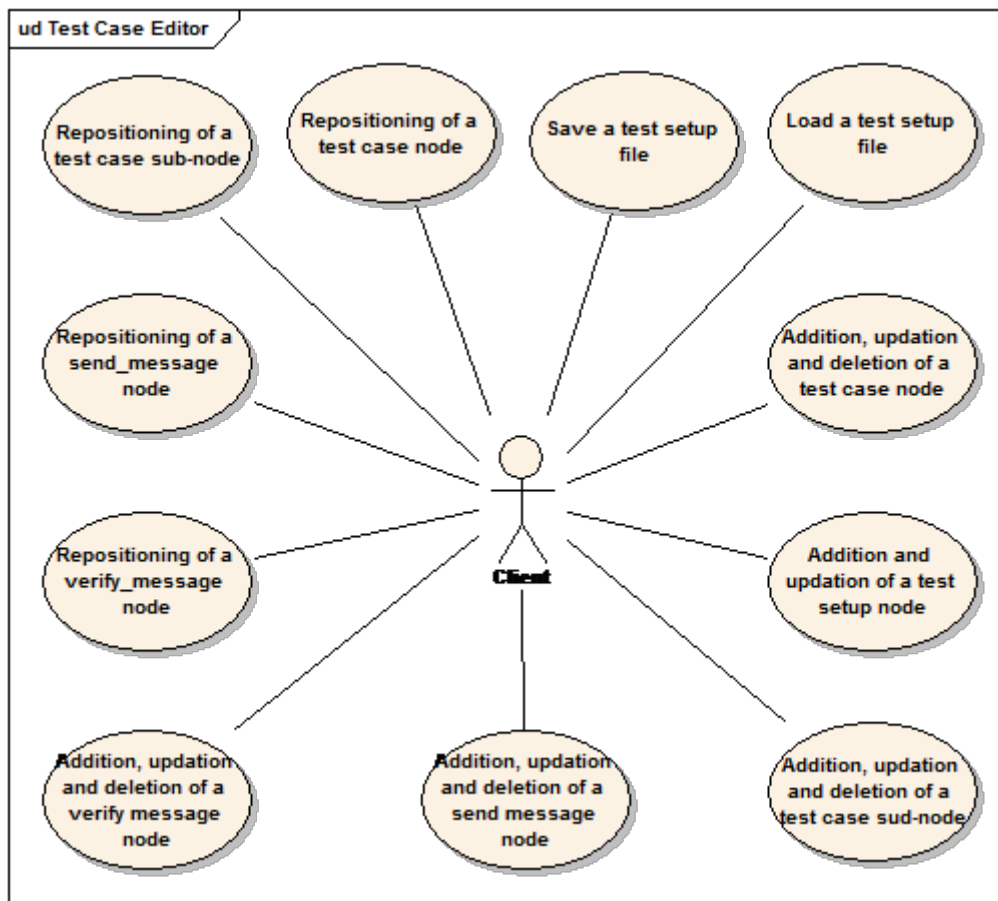 ud Test Case Editor
Repositioning of a
test case sub-node
Repositioning of a
test case node
Save a test setup
file
Load a test setup
file
Repositioning of a
send_message
node
Addition, updation
and deletion of a
test case node
Client
Repositioning of a
verify_message
node
Addition and
updation of a test
setup node
Addition, updation
and deletion of a
verify message
node
Addition, updation
and deletion of a
send message
node
Addition, updation
and deletion of a
test case sud-node